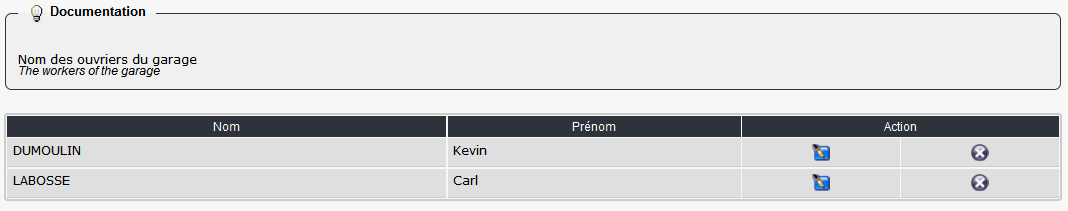 Documentation
Nom des ouvriers du garage
The workers of the garage
Nom Prénom Action
DUMOULIN Kevin
LABOSSE Carl